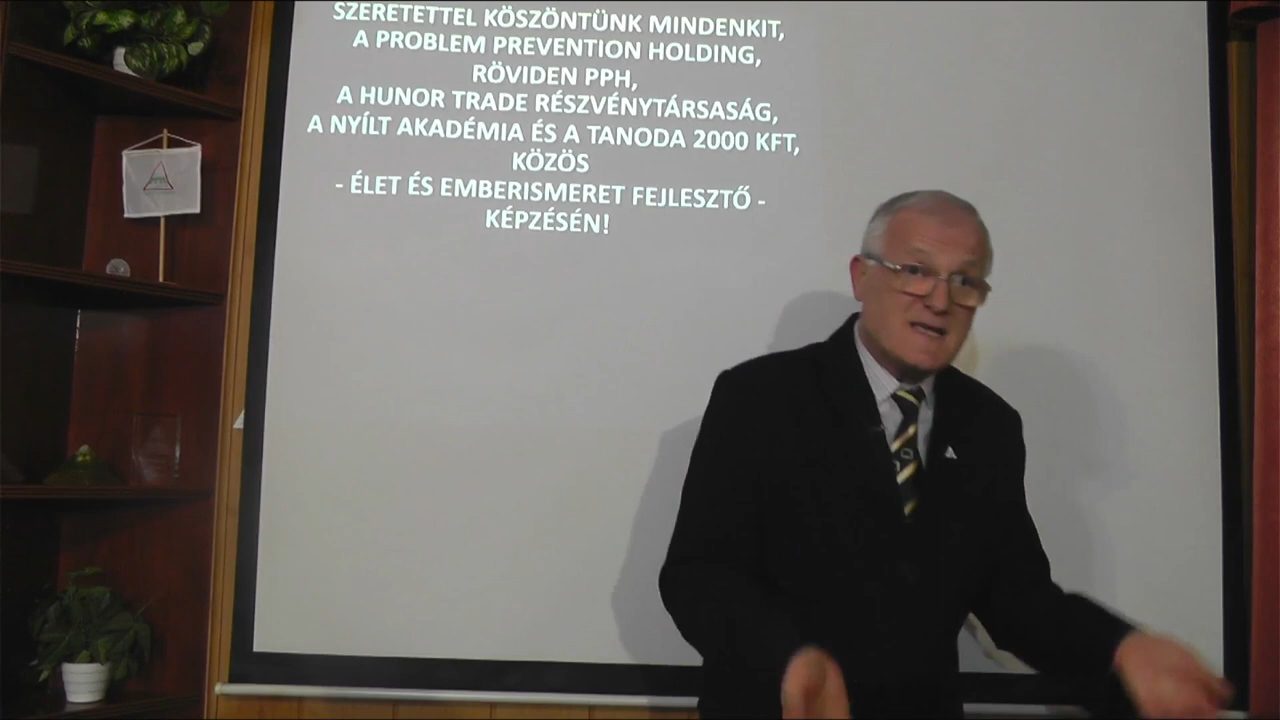 SZERETETTEL KÖSZÖNTÜNK MINDENKIT,
A PROBLEM PREVENTION HOLDING,
RÖVIDEN PPH,
A HUNOR TRADE RÉSZVÉNYTÁRSASÁG,
A NYÍLT AKADÉMIA ÉS A TANODA 2000 KFT,
KÖZÖS
- ÉLET ÉS EMBERISMERET FEJLESZTŐ -
KÉPZÉSÉN!